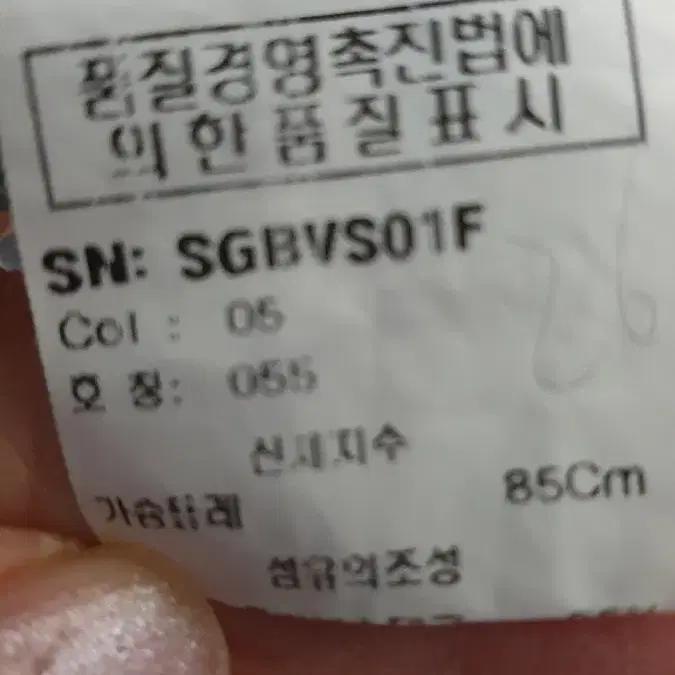 품질경영촉진법에
의한품질표시
SN: SGBVS01F
Col : 05
호 칭: 055
신체지수
가슴둘레 85Cm
섬유의조성